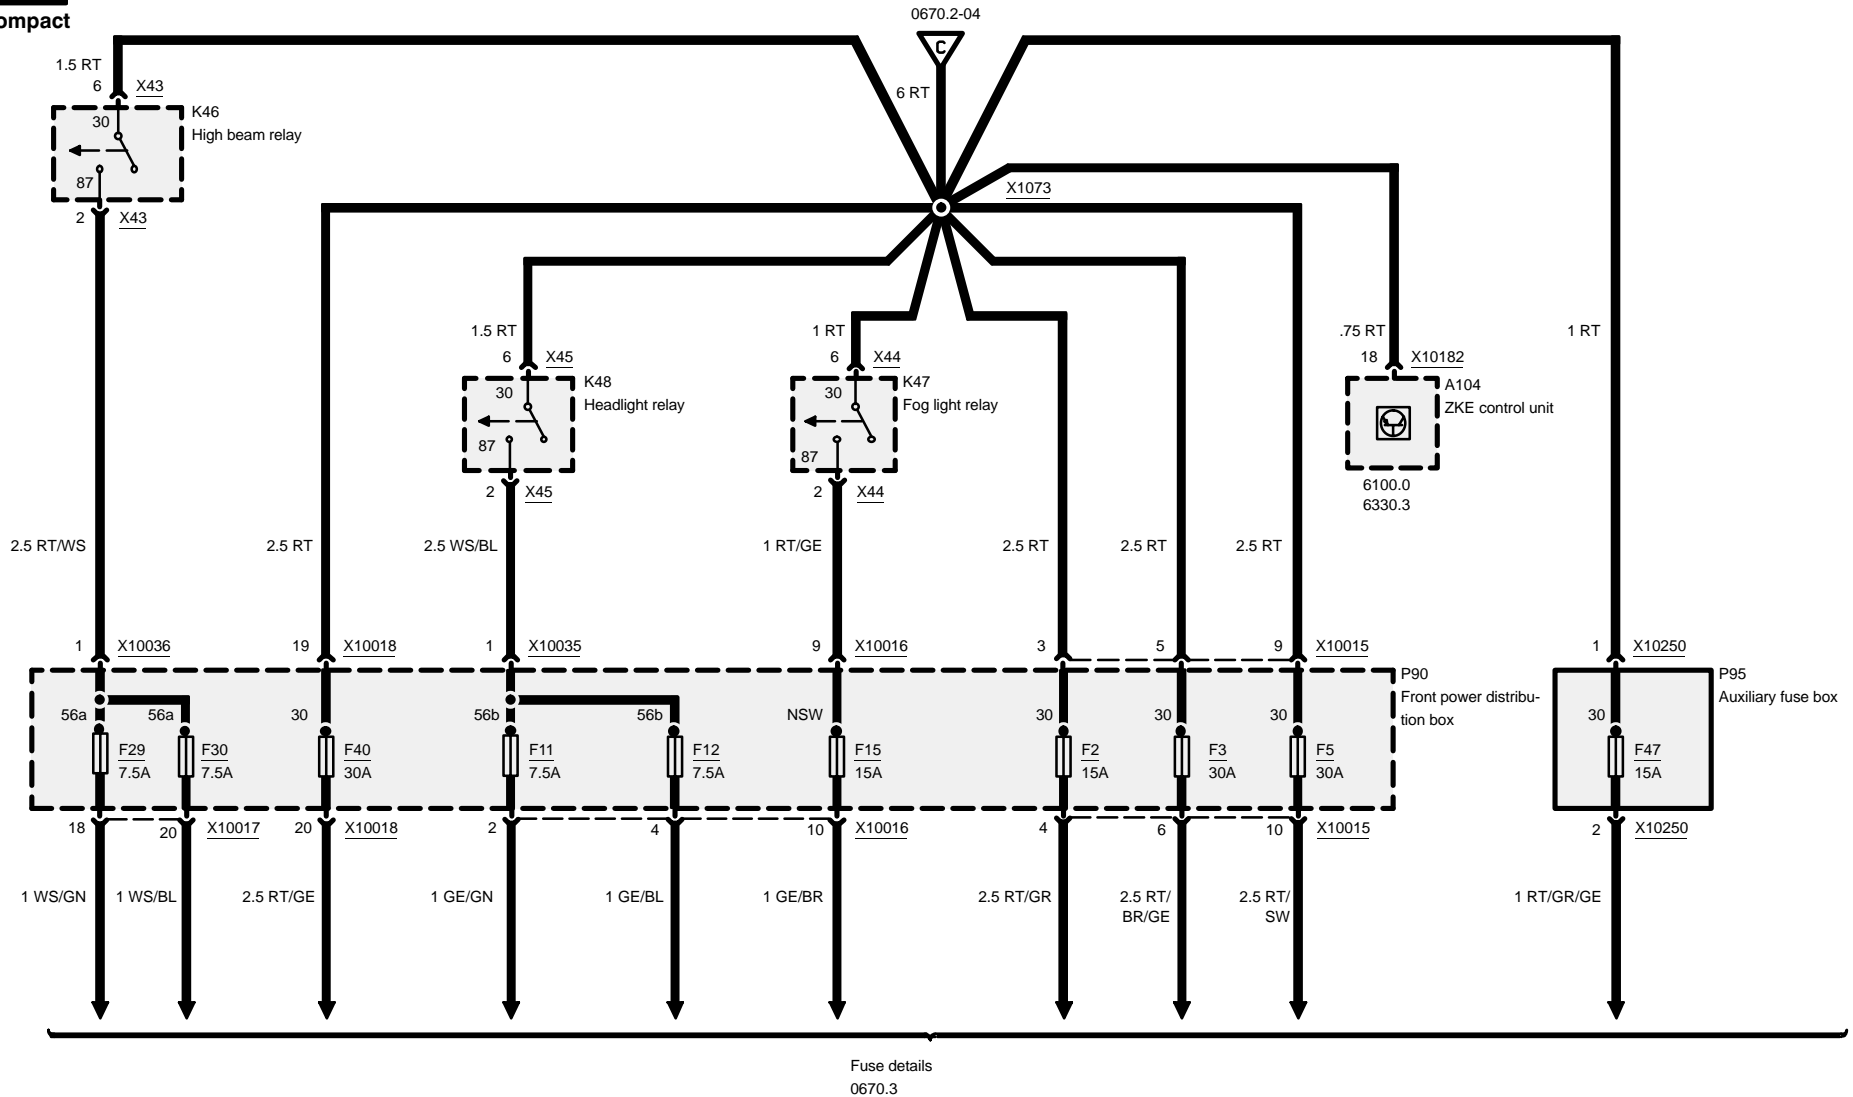 ompact
0670.2-04
C
1.5 RT
6 X43
6 RT
K46
30
High beam relay
87
2 X43
X1073
1.5 RT
1 RT
.75 RT
1 RT
6 X45
6 X44
18 X10182
K48
30
Headlight relay
87
K47
30
Fog light relay
87
A104
ZKE control unit
2 X45
2 X44
6100.0
6330.3
2.5 RT/WS
2.5 RT
2.5 WS/BL
1 RT/GE
2.5 RT
2.5 RT
2.5 RT
1 X10036
19 X10018
1 X10035
9 X10016
3
5
9 X10015
1 X10250
P90
Front power distribu-
tion box
P95
Auxiliary fuse box
56a
56a
30
56b
56b
NSW
30
30
30
30
F29
7.5A
F30
7.5A
F40
30A
F11
7.5A
F12
7.5A
F15
15A
F2
15A
F3
30A
F5
30A
F47
15A
18
20 X10017
20 X10018
2
4
10 X10016
4
6
10 X10015
2 X10250
1 WS/GN
1 WS/BL
2.5 RT/GE
1 GE/GN
1 GE/BL
1 GE/BR
2.5 RT/GR
2.5 RT/
BR/GE
2.5 RT/
SW
1 RT/GR/GE
Fuse details
0670.3